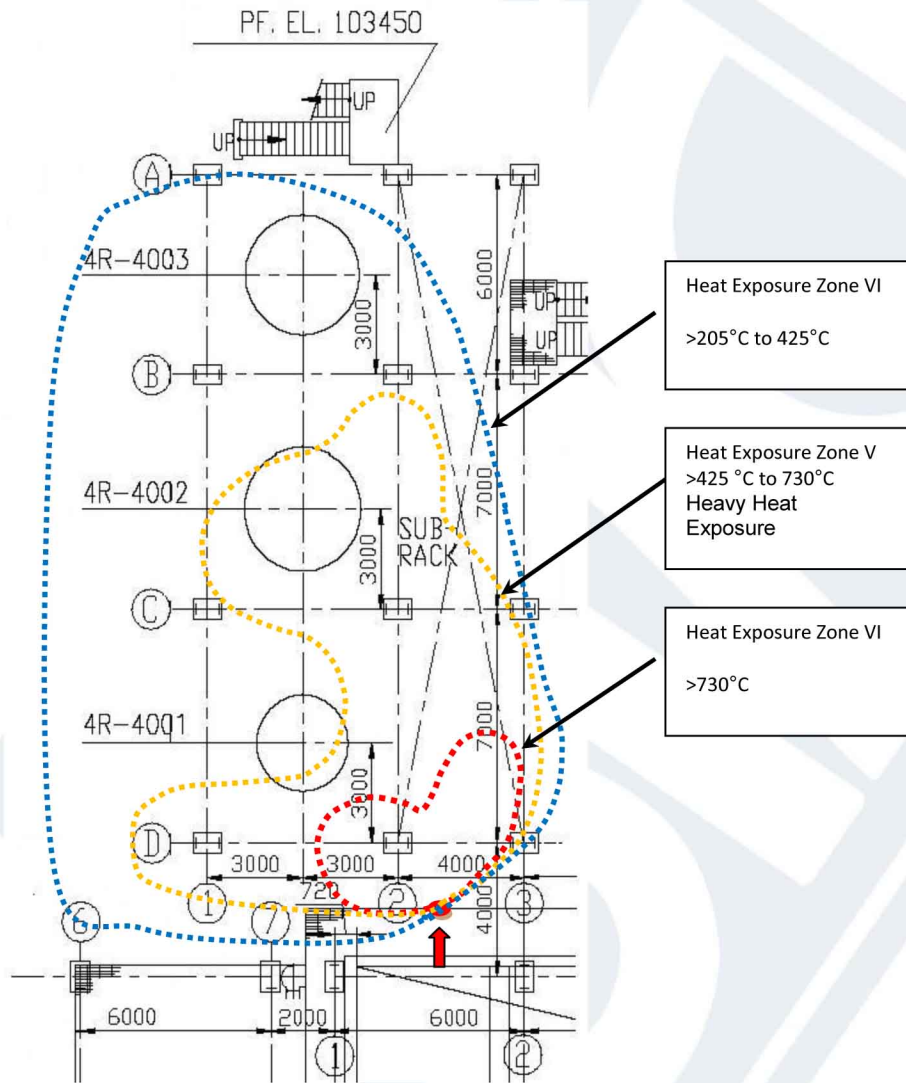 PF. EL. 103450
UP
UP
A
6000
4R-4003
3000
UP
UP
B
Heat Exposure Zone VI
>205°C to 425°C
7000
4R-4002
SUB-
RACK
3000
Heat Exposure Zone V
>425 °C to 730°C
Heavy Heat
Exposure
C
Heat Exposure Zone VI
>730°C
7000
4R-4001
3000
D
3000
3000
4000
720
4000
1
2
3
6
7
6000
2000
6000
1
2